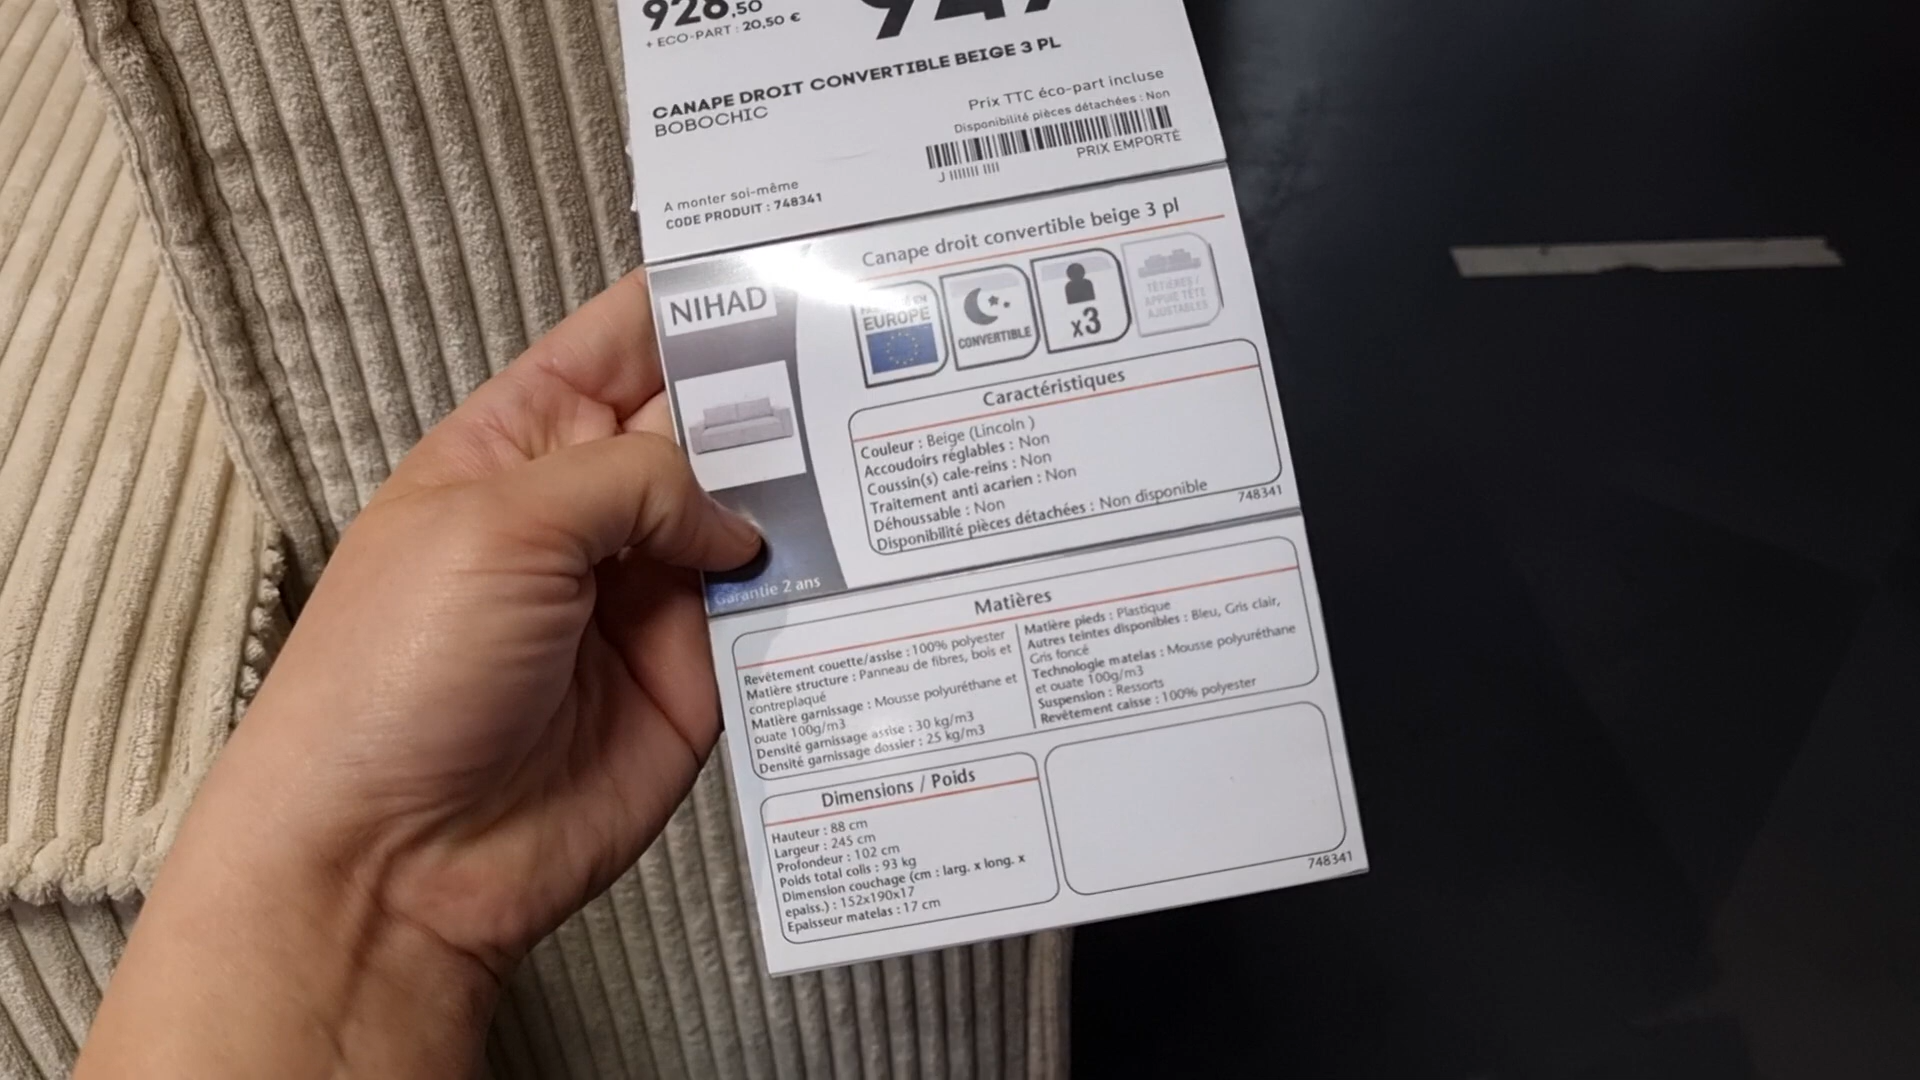 928,50
+ ECO-PART : 20,50 €
CANAPE DROIT CONVERTIBLE BEIGE 3 PL
BOBOCHIC
Prix TTC éco-part incluse
Disponibilité pièces détachées : Non
PRIX EMPORTÉ
A monter soi-même
CODE PRODUIT : 748341
Canape droit convertible beige 3 pl
NIHAD
EN
EUROPE
CONVERTIBLE
x3
TÊTIÈRES /
APPUIE TÊTE
AJUSTABLES
Caractéristiques
Couleur : Beige (Lincoln )
Accoudoirs réglables : Non
Coussin(s) cale-reins : Non
Traitement anti acarien : Non
Déhoussable : Non
Disponibilité pièces détachées : Non disponible
748341
Garantie 2 ans
Matières
Revêtement couette/assise : 100% polyester
Matière structure : Panneau de fibres, bois et
contreplaqué
Matière garnissage : Mousse polyuréthane et
ouate 100g/m3
Densité garnissage assise : 30 kg/m3
Densité garnissage dossier : 25 kg/m3
Matière pieds : Plastique
Autres teintes disponibles : Bleu, Gris clair,
Gris foncé
Technologie matelas : Mousse polyuréthane
et ouate 100g/m3
Suspension : Ressorts
Revêtement caisse : 100% polyester
Dimensions / Poids
Hauteur : 88 cm
Largeur : 245 cm
Profondeur : 102 cm
Poids total colis : 93 kg
Dimension couchage (cm : larg. x long. x
epaiss.) : 152x190x17
Epaisseur matelas : 17 cm
748341